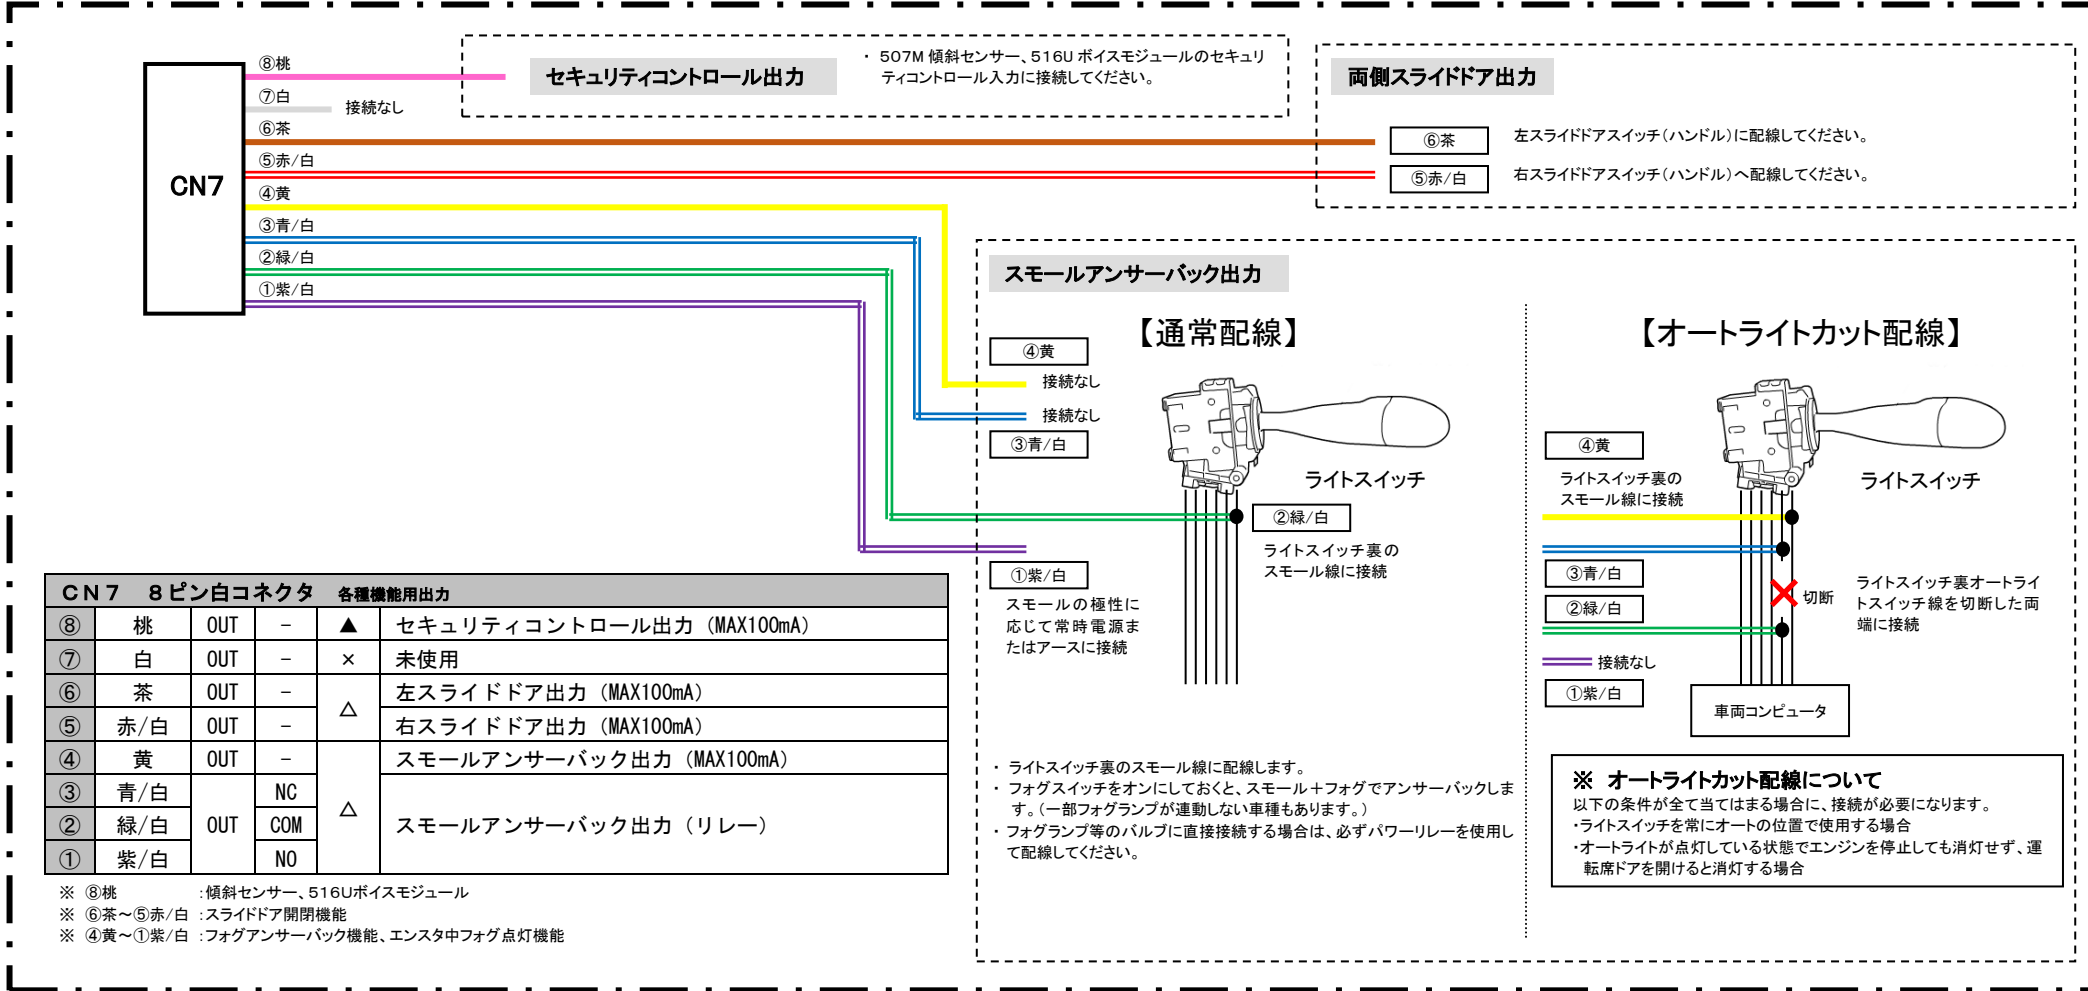 ⑧桃
⑦白
接続なし
⑥茶
⑤赤/白
④黄
③青/白
②緑/白
①紫/白
CN7
セキュリティコントロール出力
・ 507M 傾斜センサー、516U ボイスモジュールのセキュリ
ティコントロール入力に接続してください。
両側スライドドア出力
⑥茶
左スライドドアスイッチ(ハンドル)に配線してください。
⑤赤/白
右スライドドアスイッチ(ハンドル)へ配線してください。
スモールアンサーバック出力
【通常配線】
④黄
接続なし
接続なし
③青/白
ライトスイッチ
②緑/白
ライトスイッチ裏の
スモール線に接続
①紫/白
スモールの極性に
応じて常時電源ま
たはアースに接続
・ ライトスイッチ裏のスモール線に配線します。
・ フォグスイッチをオンにしておくと、スモール+フォグでアンサーバックしま
す。(一部フォグランプが連動しない車種もあります。)
・ フォグランプ等のバルブに直接接続する場合は、必ずパワーリレーを使用し
て配線してください。
【オートライトカット配線】
④黄
ライトスイッチ裏の
スモール線に接続
ライトスイッチ
③青/白
②緑/白
切断
ライトスイッチ裏オートライ
トスイッチ線を切断した両
端に接続
接続なし
①紫/白
車両コンピュータ
※ オートライトカット配線について
以下の条件が全て当てはまる場合に、接続が必要になります。
・ライトスイッチを常にオートの位置で使用する場合
・オートライトが点灯している状態でエンジンを停止しても消灯せず、運
転席ドアを開けると消灯する場合
CN7 8ピン白コネクタ 各種機能用出力
⑧ 桃 OUT － ▲ セキュリティコントロール出力 (MAX100mA)
⑦ 白 OUT － × 未使用
⑥ 茶 OUT － △ 左スライドドア出力 (MAX100mA)
⑤ 赤/白 OUT － 右スライドドア出力 (MAX100mA)
④ 黄 OUT － △ スモールアンサーバック出力 (MAX100mA)
③ 青/白 NC
② 緑/白 OUT COM スモールアンサーバック出力 (リレー)
① 紫/白 NO
※ ⑧桃 :傾斜センサー、516Uボイスモジュール
※ ⑥茶～⑤赤/白 :スライドドア開閉機能
※ ④黄～①紫/白 :フォグアンサーバック機能、エンスタ中フォグ点灯機能